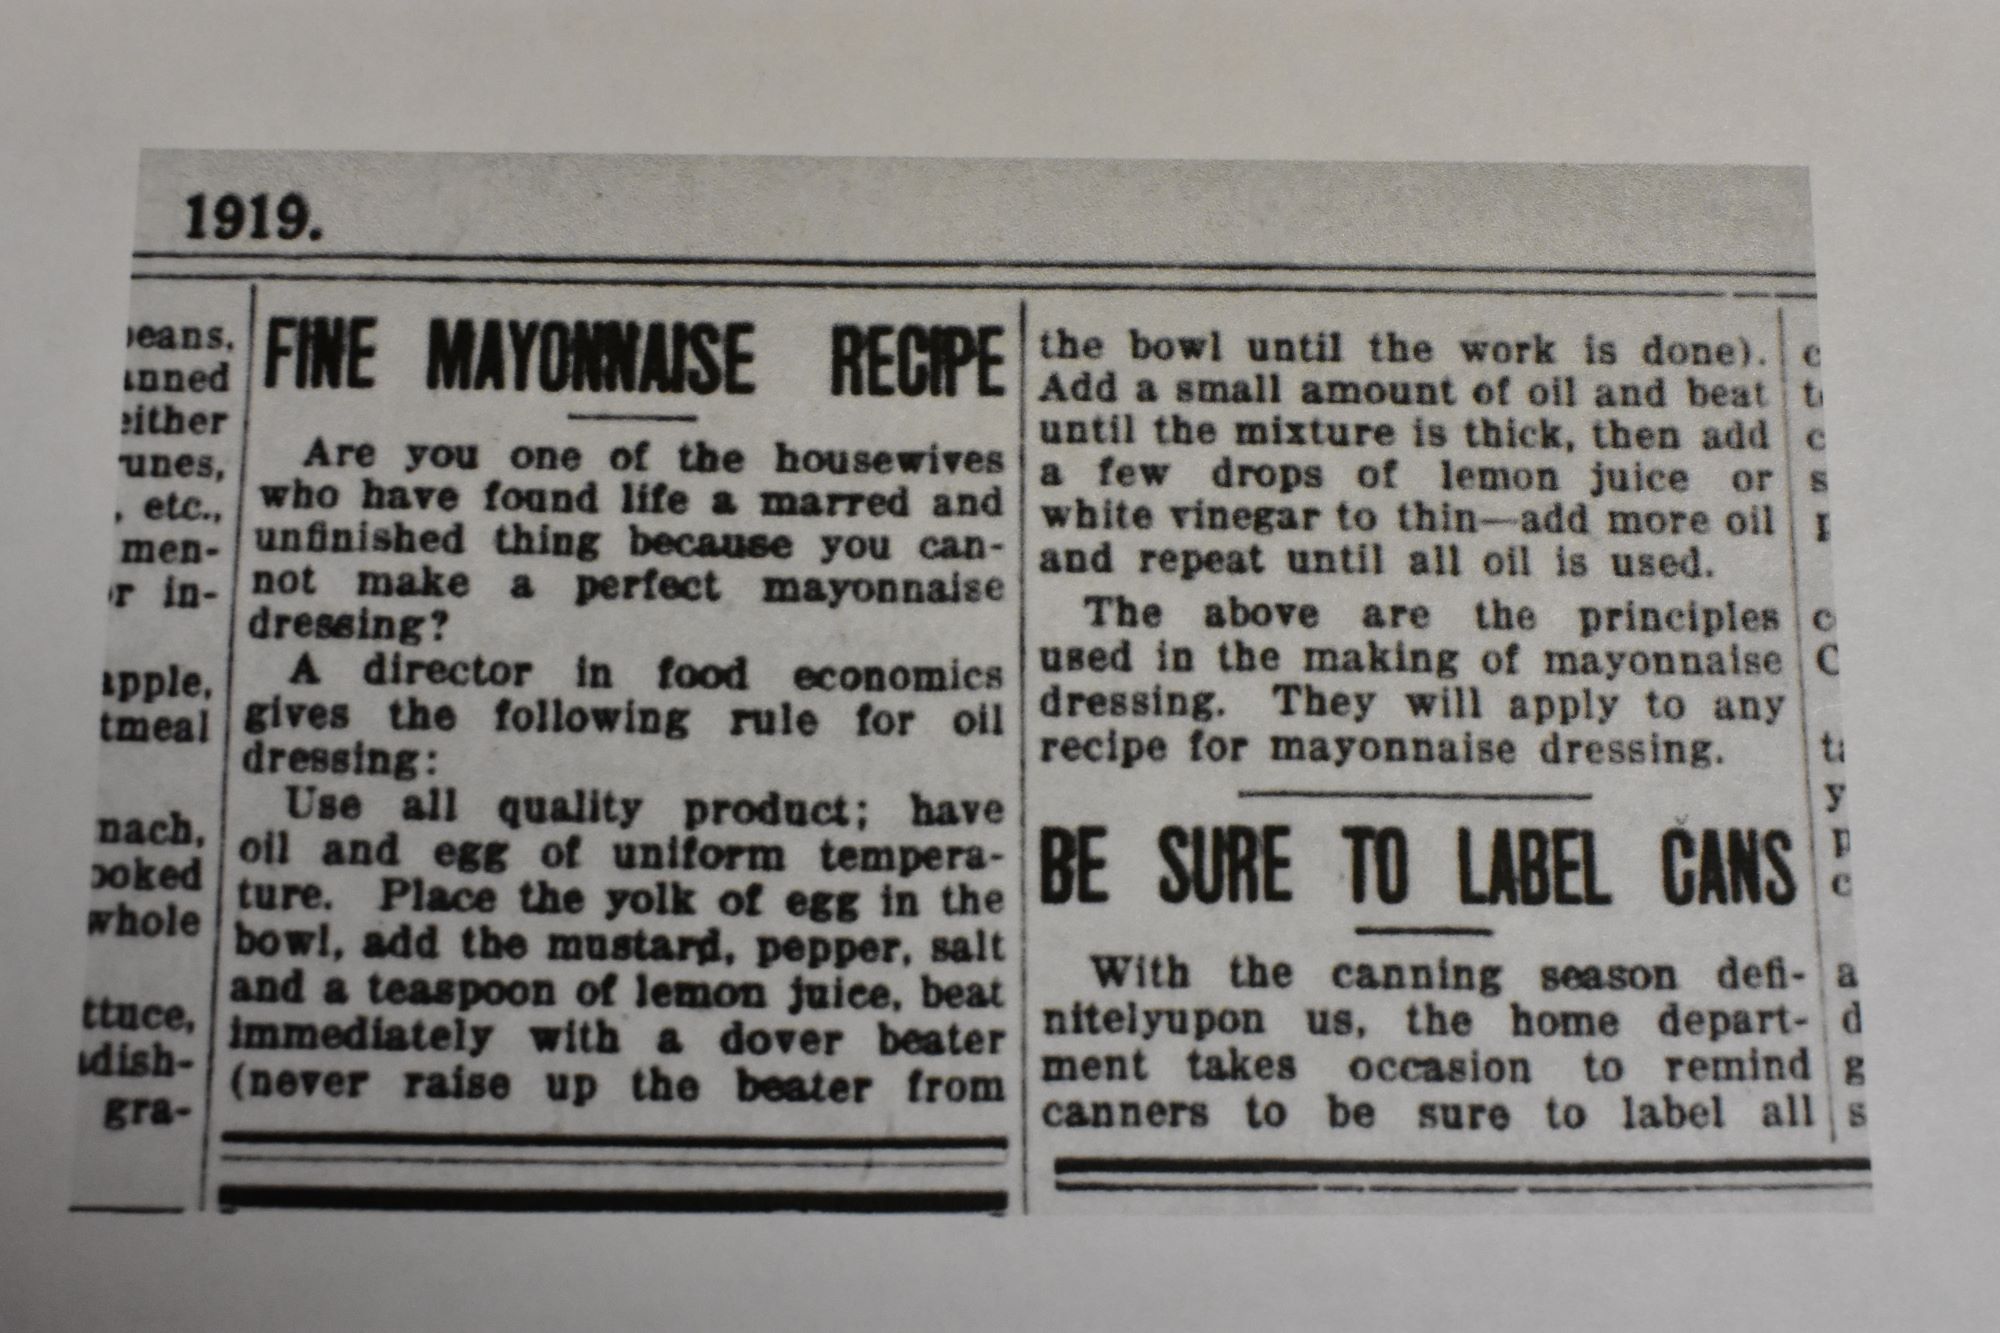 1919.
beans.
either
, etc.,
men-
in-
whole
gra-
FINE MAYONNAISE RECIPE
Are you one of the housewives
who have found life a marred and
unfinished thing because you can-
not make a perfect mayonnaise
dressing?
A director in food economics
gives the following rule for oil
dressing:
Use all quality product; have
oil and egg of uniform tempera-
ture. Place the yolk of egg in the
bowl, add the mustard, pepper, salt
and a teaspoon of lemon juice, beat
immediately with a dover beater
(never raise up the beater from
the bowl until the work is done).
Add a small amount of oil and beat
until the mixture is thick, then add
a few drops of lemon juice or
white vinegar to thin—add more oil
and repeat until all oil is used.
The above are the principles
used in the making of mayonnaise
dressing. They will apply to any
recipe for mayonnaise dressing.
BE SURE TO LABEL CANS
With the canning season defi-
nitelyupon us, the home depart-
ment takes occasion to remind
canners to be sure to label all